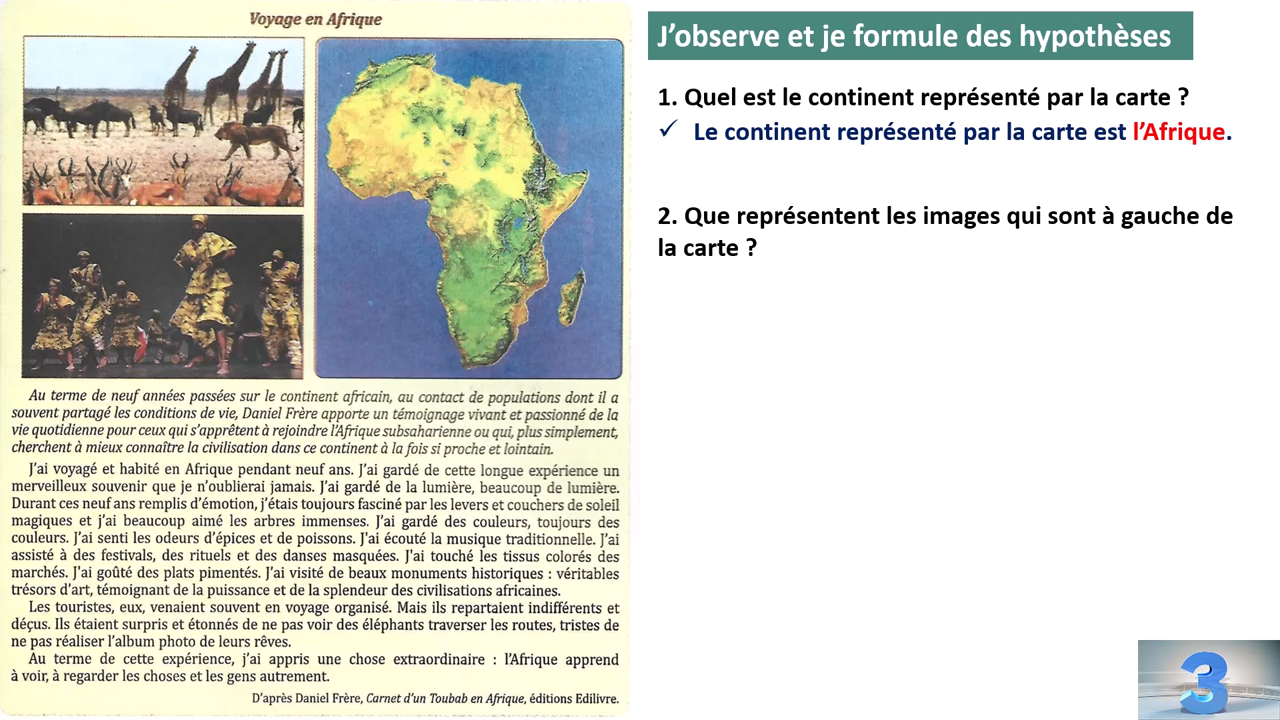 Voyage en Afrique
Au terme de neuf années passées sur le continent africain, au contact de populations dont il a
souvent partagé les conditions de vie, Daniel Frère apporte un témoignage vivant et passionné de la
vie quotidienne pour ceux qui s'apprêtent à rejoindre l'Afrique subsaharienne ou qui, plus simplement,
cherchent à mieux connaître la civilisation dans ce continent à la fois si proche et lointain.
J'ai voyagé et habité en Afrique pendant neuf ans. J'ai gardé de cette longue expérience un
merveilleux souvenir que je n'oublierai jamais. J'ai gardé de la lumière, beaucoup de lumière.
Durant ces neuf ans remplis d'émotion, j'étais toujours fasciné par les levers et couchers de soleil
magiques et j'ai beaucoup aimé les arbres immenses. J'ai gardé des couleurs, toujours des
couleurs. J'ai senti les odeurs d'épices et de poissons. J'ai écouté la musique traditionnelle. J'ai
assisté à des festivals, des rituels et des danses masquées. J'ai touché les tissus colorés des
marchés. J'ai goûté des plats pimentés. J'ai visité de beaux monuments historiques : véritables
trésors d'art, témoignant de la puissance et de la splendeur des civilisations africaines.
Les touristes, eux, venaient souvent en voyage organisé. Mais ils repartaient indifférents et
déçus. Ils étaient surpris et étonnés de ne pas voir des éléphants traverser les routes, tristes de
ne pas réaliser l'album photo de leurs rêves.
Au terme de cette expérience, j'ai appris une chose extraordinaire : l'Afrique apprend
à voir, à regarder les choses et les gens autrement.
D'après Daniel Frère, Carnet d'un Toubab en Afrique, éditions Edilivre.
J'observe et je formule des hypothèses
1. Quel est le continent représenté par la carte ?
✓ Le continent représenté par la carte est l'Afrique.
2. Que représentent les images qui sont à gauche de
la carte ?
3